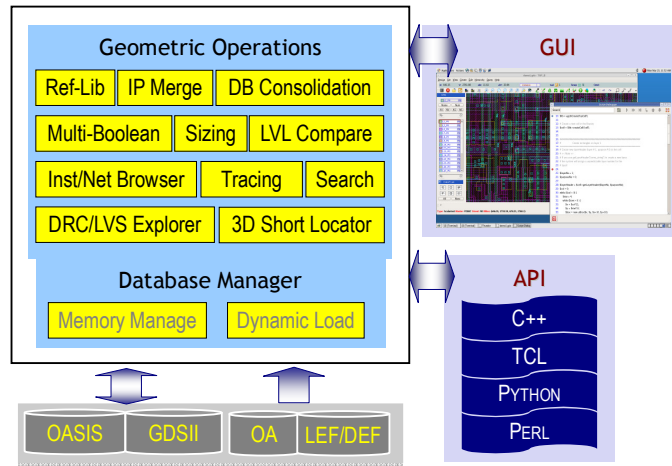 Geometric Operations
Ref-Lib IP Merge DB Consolidation
Multi-Boolean Sizing LVL Compare
Inst/Net Browser Tracing Search
DRC/LVS Explorer 3D Short Locator
Database Manager
Memory Manage Dynamic Load
OASIS GDSII OA LEF/DEF
GUI
API
C++
TCL
PYTHON
PERL